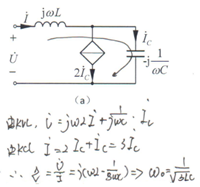 İ jωL
+ U̇ − 2İ_C İ_C -j 1/ωC
(a)
由KVL, U̇ = jωLİ + 1/jωC · İ_C
由KCL İ = 2İ_C + İ_C = 3İ_C
∴ = U̇/İ = j(ωL - 1/3ωC) => ω₀ = 1/√3LC